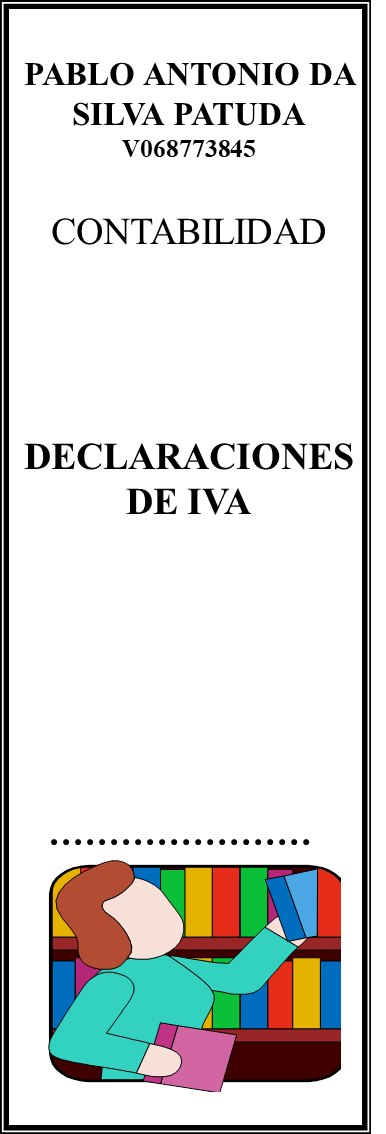 PABLO ANTONIO DA
SILVA PATUDA
V068773845
CONTABILIDAD
DECLARACIONES
DE IVA